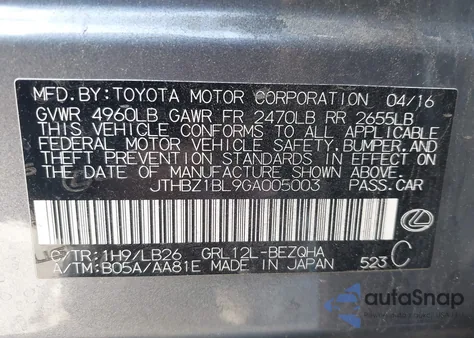 MFD.BY:TOYOTA MOTOR CORPORATION 04/16
GVWR 4960LB GAWR FR 2470LB RR 2655LB
THIS VEHICLE CONFORMS TO ALL APPLICABLE
FEDERAL MOTOR VEHICLE SAFETY,BUMPER,AND
THEFT PREVENTION STANDARDS IN EFFECT ON
THE DATE OF MANUFACTURE SHOWN ABOVE.
JTHBZ1BL9GA005003 PASS.CAR
C/TR:1H9/LB26 GRL12L-BEZQHA
A/TM:B05A/AA81E MADE IN JAPAN 523 C
autoSnap